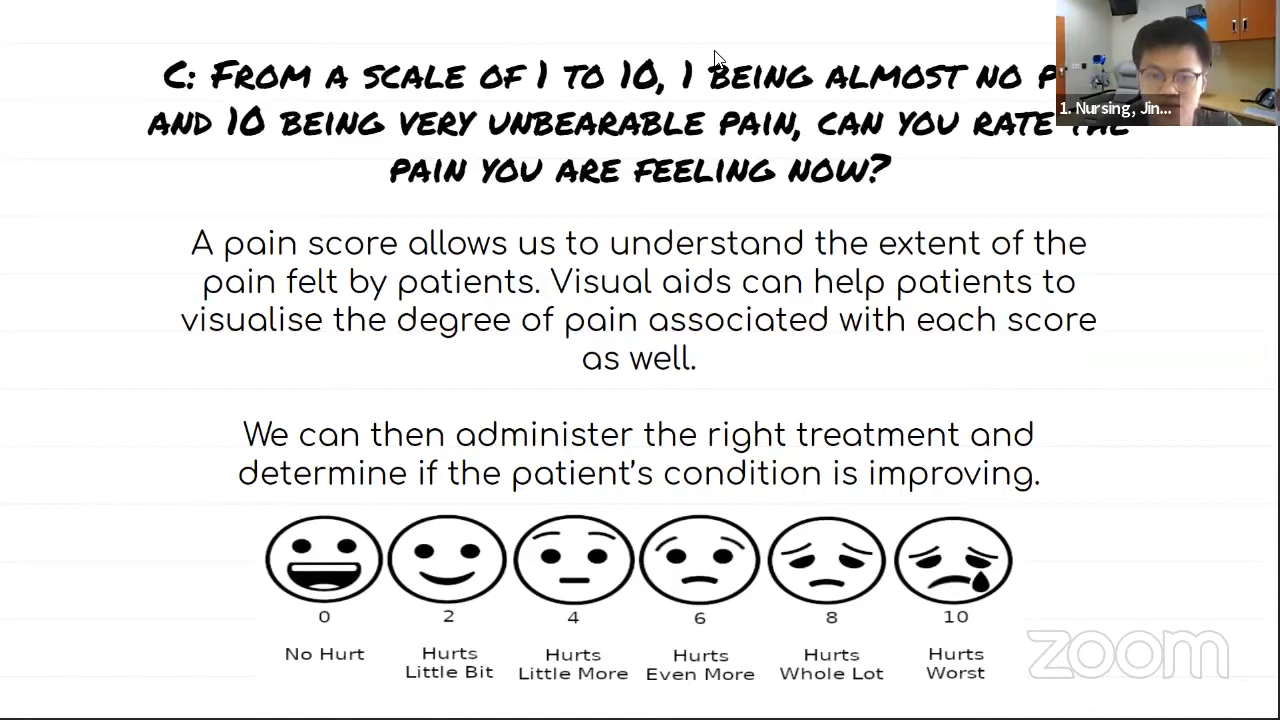 C: FROM A SCALE OF 1 TO 10, 1 BEING ALMOST NO
AND 10 BEING VERY UNBEARABLE PAIN, CAN YOU RATE THE
PAIN YOU ARE FEELING NOW?
1. Nursing, Jin...
A pain score allows us to understand the extent of the
pain felt by patients. Visual aids can help patients to
visualise the degree of pain associated with each score
as well.
We can then administer the right treatment and
determine if the patient's condition is improving.
0 2 4 6 8 10
No Hurt Hurts Hurts Hurts Hurts Hurts
Little Bit Little More Even More Whole Lot Worst
zoom